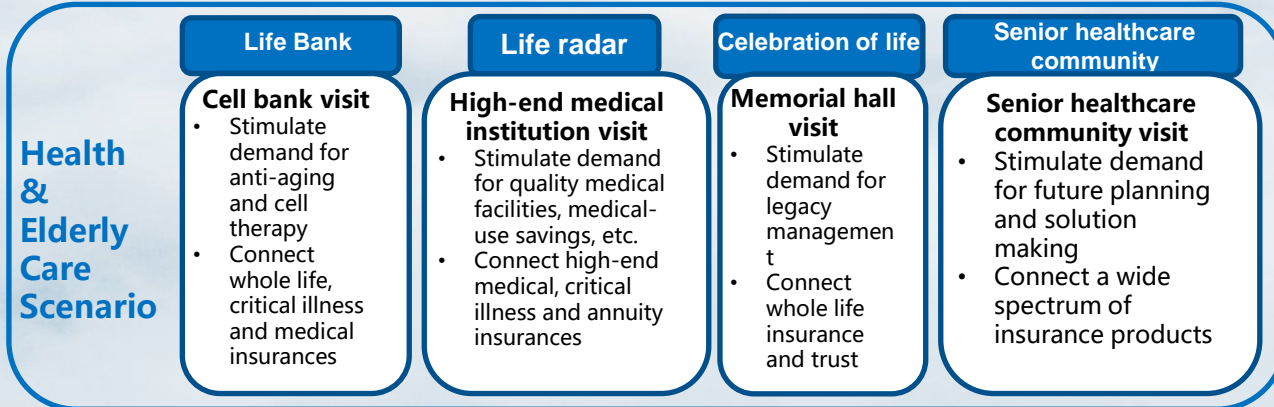 Health
&
Elderly
Care
Scenario
Life Bank
Cell bank visit
• Stimulate
demand for
anti-aging
and cell
therapy
• Connect
whole life,
critical illness
and medical
insurances
Life radar
High-end medical
institution visit
• Stimulate demand
for quality medical
facilities, medical-
use savings, etc.
• Connect high-end
medical, critical
illness and annuity
insurances
Celebration of life
Memorial hall
visit
• Stimulate
demand for
legacy
managemen
t
• Connect
whole life
insurance
and trust
Senior healthcare
community
Senior healthcare
community visit
• Stimulate demand
for future planning
and solution
making
• Connect a wide
spectrum of
insurance products